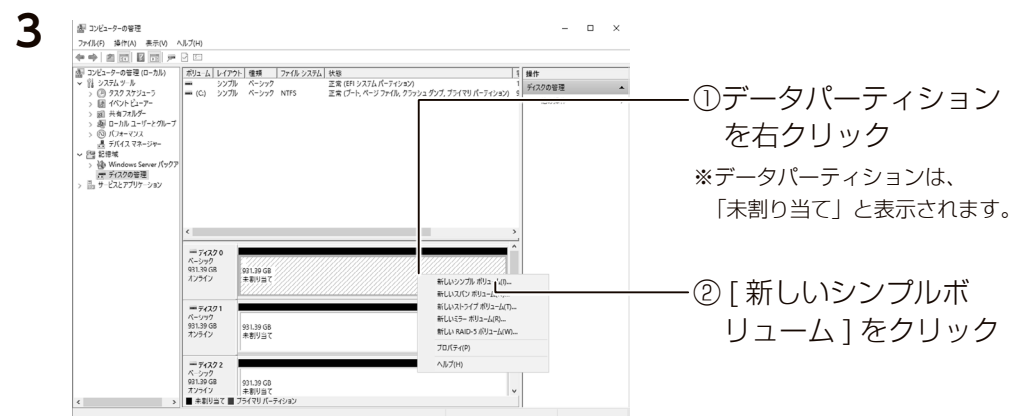 3
コンピューターの管理
ファイル(F) 操作(A) 表示(V) ヘルプ(H)
コンピューターの管理 (ローカル)
システム ツール
タスク スケジューラ
イベント ビューアー
共有フォルダー
ローカル ユーザーとグループ
パフォーマンス
デバイス マネージャー
記憶域
Windows Server バックア
ディスクの管理
サービスとアプリケーション
ボリューム レイアウト 種類 ファイル システム 状態
シンプル ベーシック 正常 (EFI システム パーティション)
(C:) シンプル ベーシック NTFS 正常 (ブート, ページ ファイル, クラッシュ ダンプ, プライマリ パーティション)
操作
ディスクの管理
ディスク 0
ベーシック
931.39 GB
オンライン
931.39 GB
未割り当て
ディスク 1
ベーシック
931.39 GB
オンライン
931.39 GB
未割り当て
ディスク 2
ベーシック
931.39 GB
オンライン
931.39 GB
未割り当て
未割り当て プライマリ パーティション
新しいシンプル ボリューム(I)...
新しいスパン ボリューム
新しいストライプ ボリューム(T)...
新しいミラー ボリューム(R)...
新しい RAID-5 ボリューム(W)...
プロパティ(P)
ヘルプ(H)
①データパーティション
を右クリック
※データパーティションは、
「未割り当て」と表示されます。
② [ 新しいシンプルボ
リューム ] をクリック